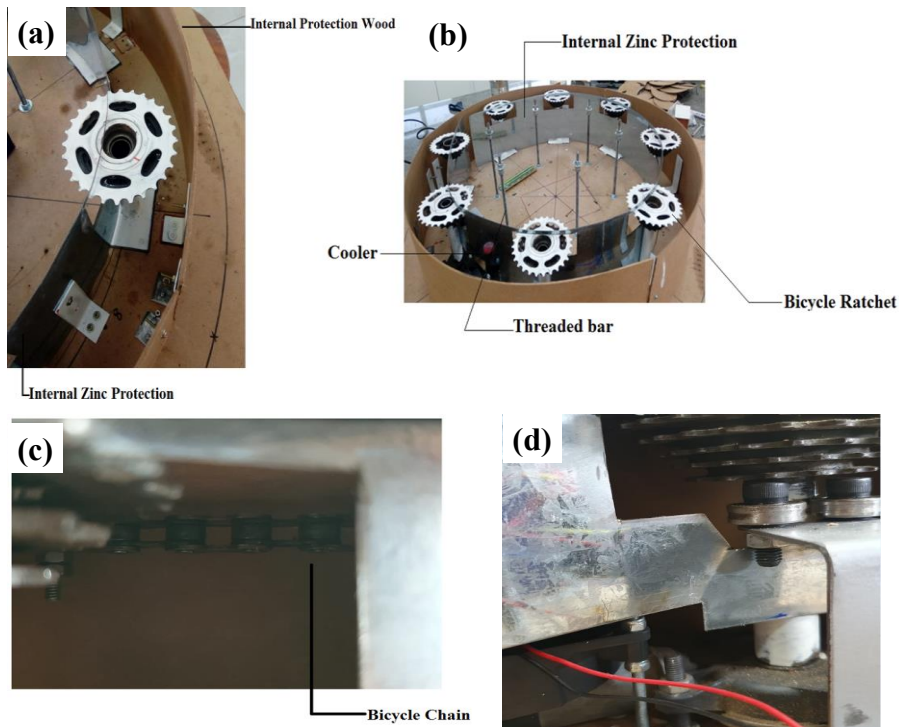 (a)
Internal Protection Wood
Internal Zinc Protection
(b)
Internal Zinc Protection
Cooler
Bicycle Ratchet
Threaded bar
(c)
Bicycle Chain
(d)